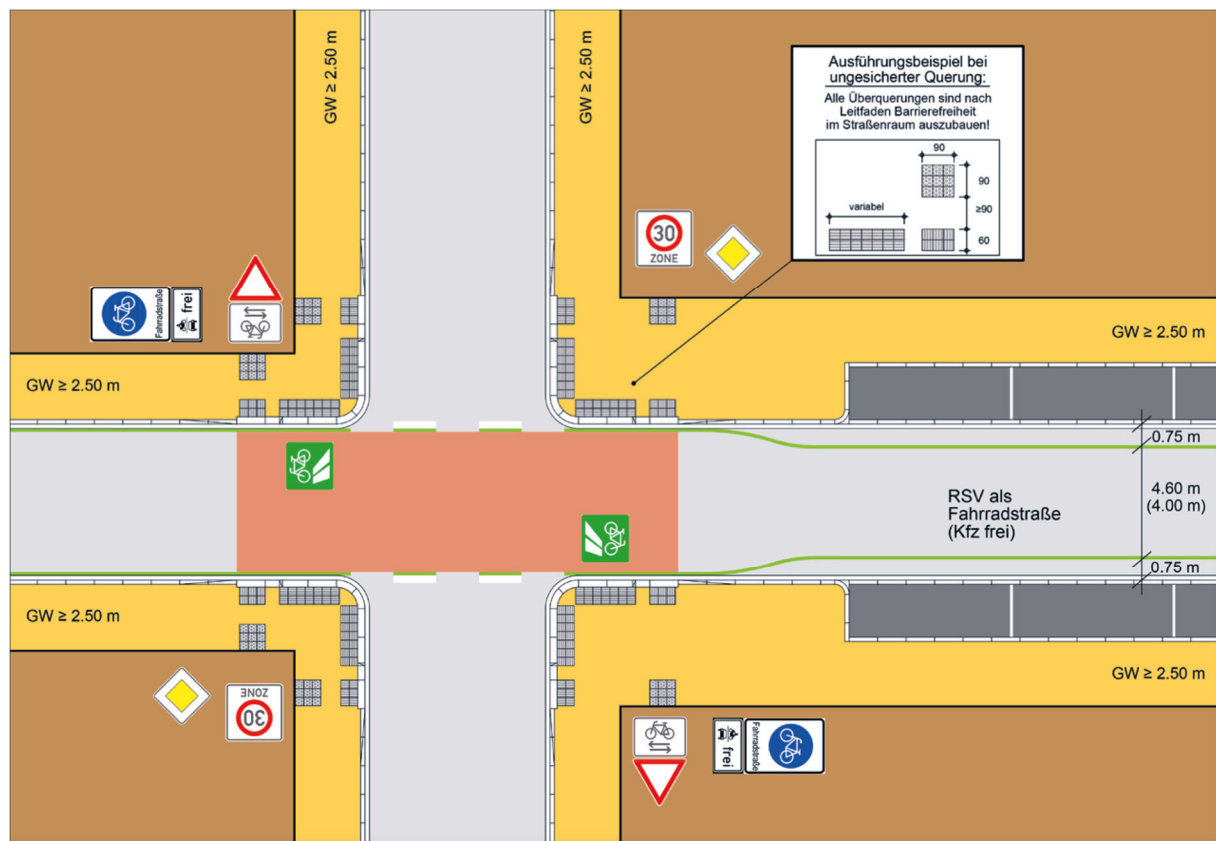 GW ≥ 2.50 m
GW ≥ 2.50 m
Ausführungsbeispiel bei
ungesicherter Querung:
Alle Überquerungen sind nach
Leitfaden Barrierefreiheit
im Straßenraum auszubauen!
90
90
≥90
60
variabel
30
ZONE
Fahrradstraße
frei
GW ≥ 2.50 m
GW ≥ 2.50 m
0.75 m
4.60 m
(4.00 m)
0.75 m
RSV als
Fahrradstraße
(Kfz frei)
GW ≥ 2.50 m
GW ≥ 2.50 m
30
ZONE
frei
Fahrradstraße